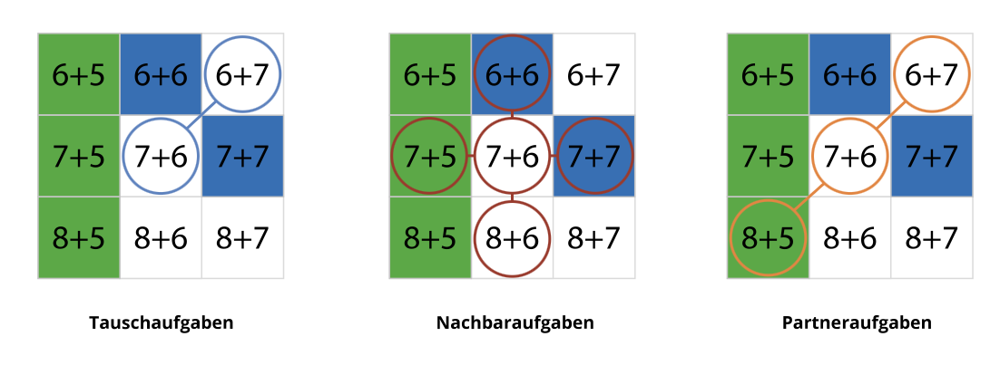 6+5 6+6 6+7 6+5 6+6 6+7 6+5 6+6 6+7
7+5 7+6 7+7 7+5 7+6 7+7 7+5 7+6 7+7
8+5 8+6 8+7 8+5 8+6 8+7 8+5 8+6 8+7
Tauschaufgaben Nachbaraufgaben Partneraufgaben